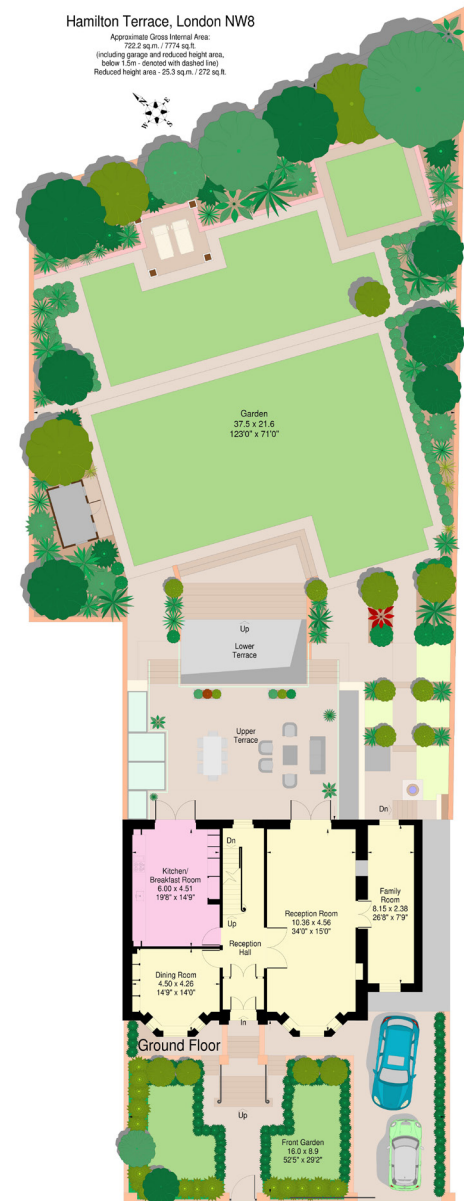 Hamilton Terrace, London NW8
Approximate Gross Internal Area:
722.2 sq.m. / 7774 sq.ft.
(including garage and reduced height area,
below 1.5m - denoted with dashed line)
Reduced height area - 25.3 sq.m. / 272 sq.ft.
N
E
W
S
Garden
37.5 x 21.6
123'0" x 71'0"
Up
Lower
Terrace
Upper
Terrace
Dn
Kitchen/
Breakfast Room
6.00 x 4.51
19'8" x 14'9"
Dn
Up
Reception
Hall
Reception Room
10.36 x 4.56
34'0" x 15'0"
Family
Room
8.15 x 2.38
26'8" x 7'9"
Dining Room
4.50 x 4.26
14'9" x 14'0"
In
Ground Floor
Up
Front Garden
16.0 x 8.9
52'5" x 29'2"